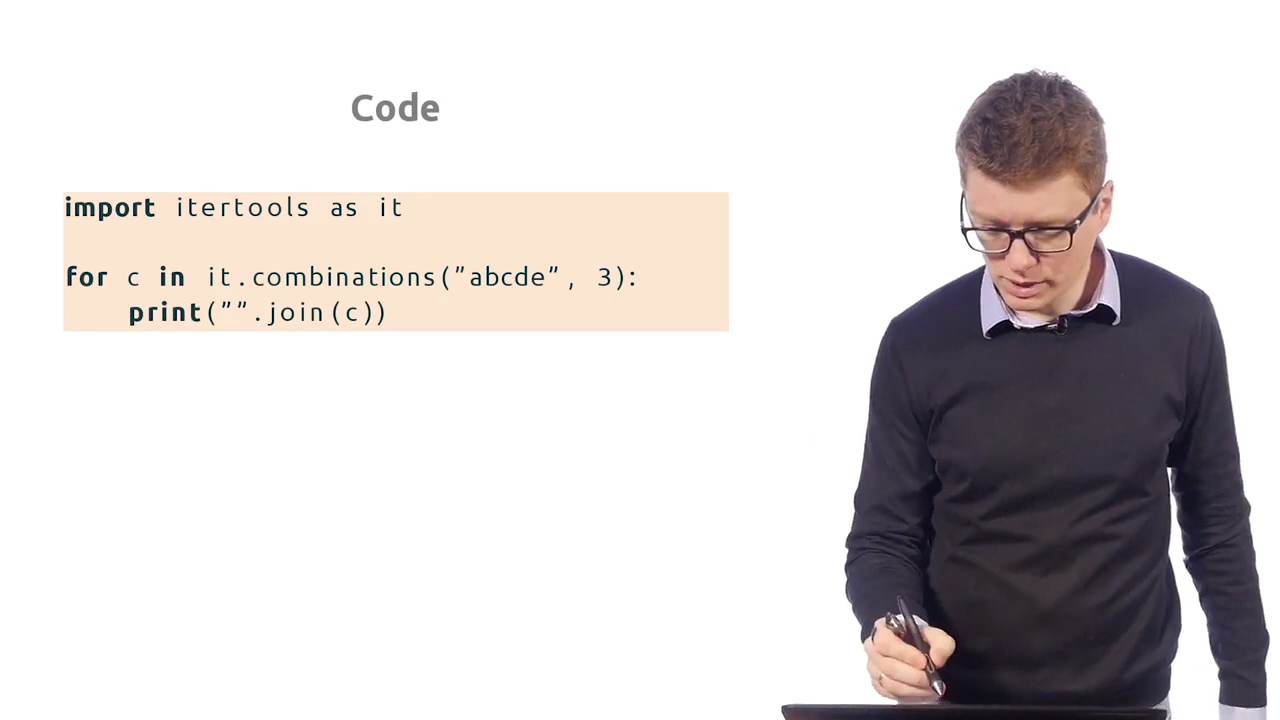 Code
import itertools as it
for c in it.combinations("abcde", 3):
    print("".join(c))